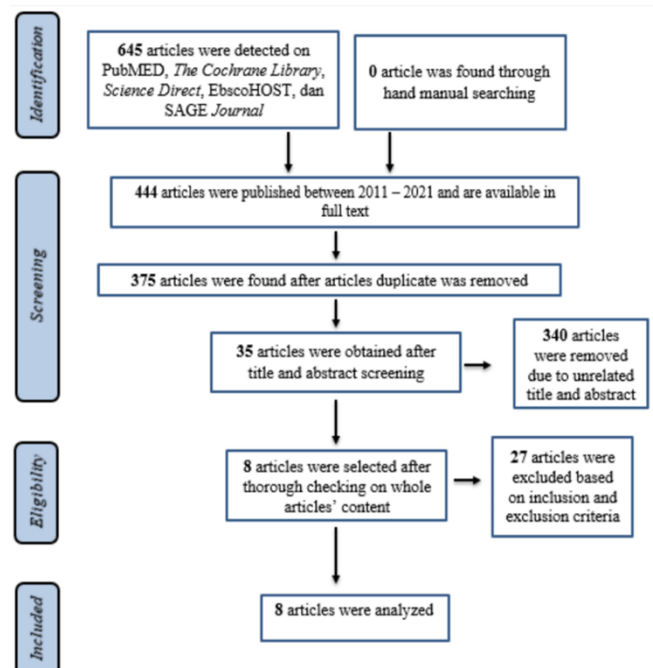 Identification
645 articles were detected on
PubMED, The Cochrane Library,
Science Direct, EbscoHOST, dan
SAGE Journal
0 article was found through
hand manual searching
Screening
444 articles were published between 2011 – 2021 and are available in
full text
375 articles were found after articles duplicate was removed
35 articles were obtained after
title and abstract screening
340 articles
were removed
due to unrelated
title and abstract
Eligibility
8 articles were selected after
thorough checking on whole
articles' content
27 articles were
excluded based
on inclusion and
exclusion criteria
Included
8 articles were analyzed